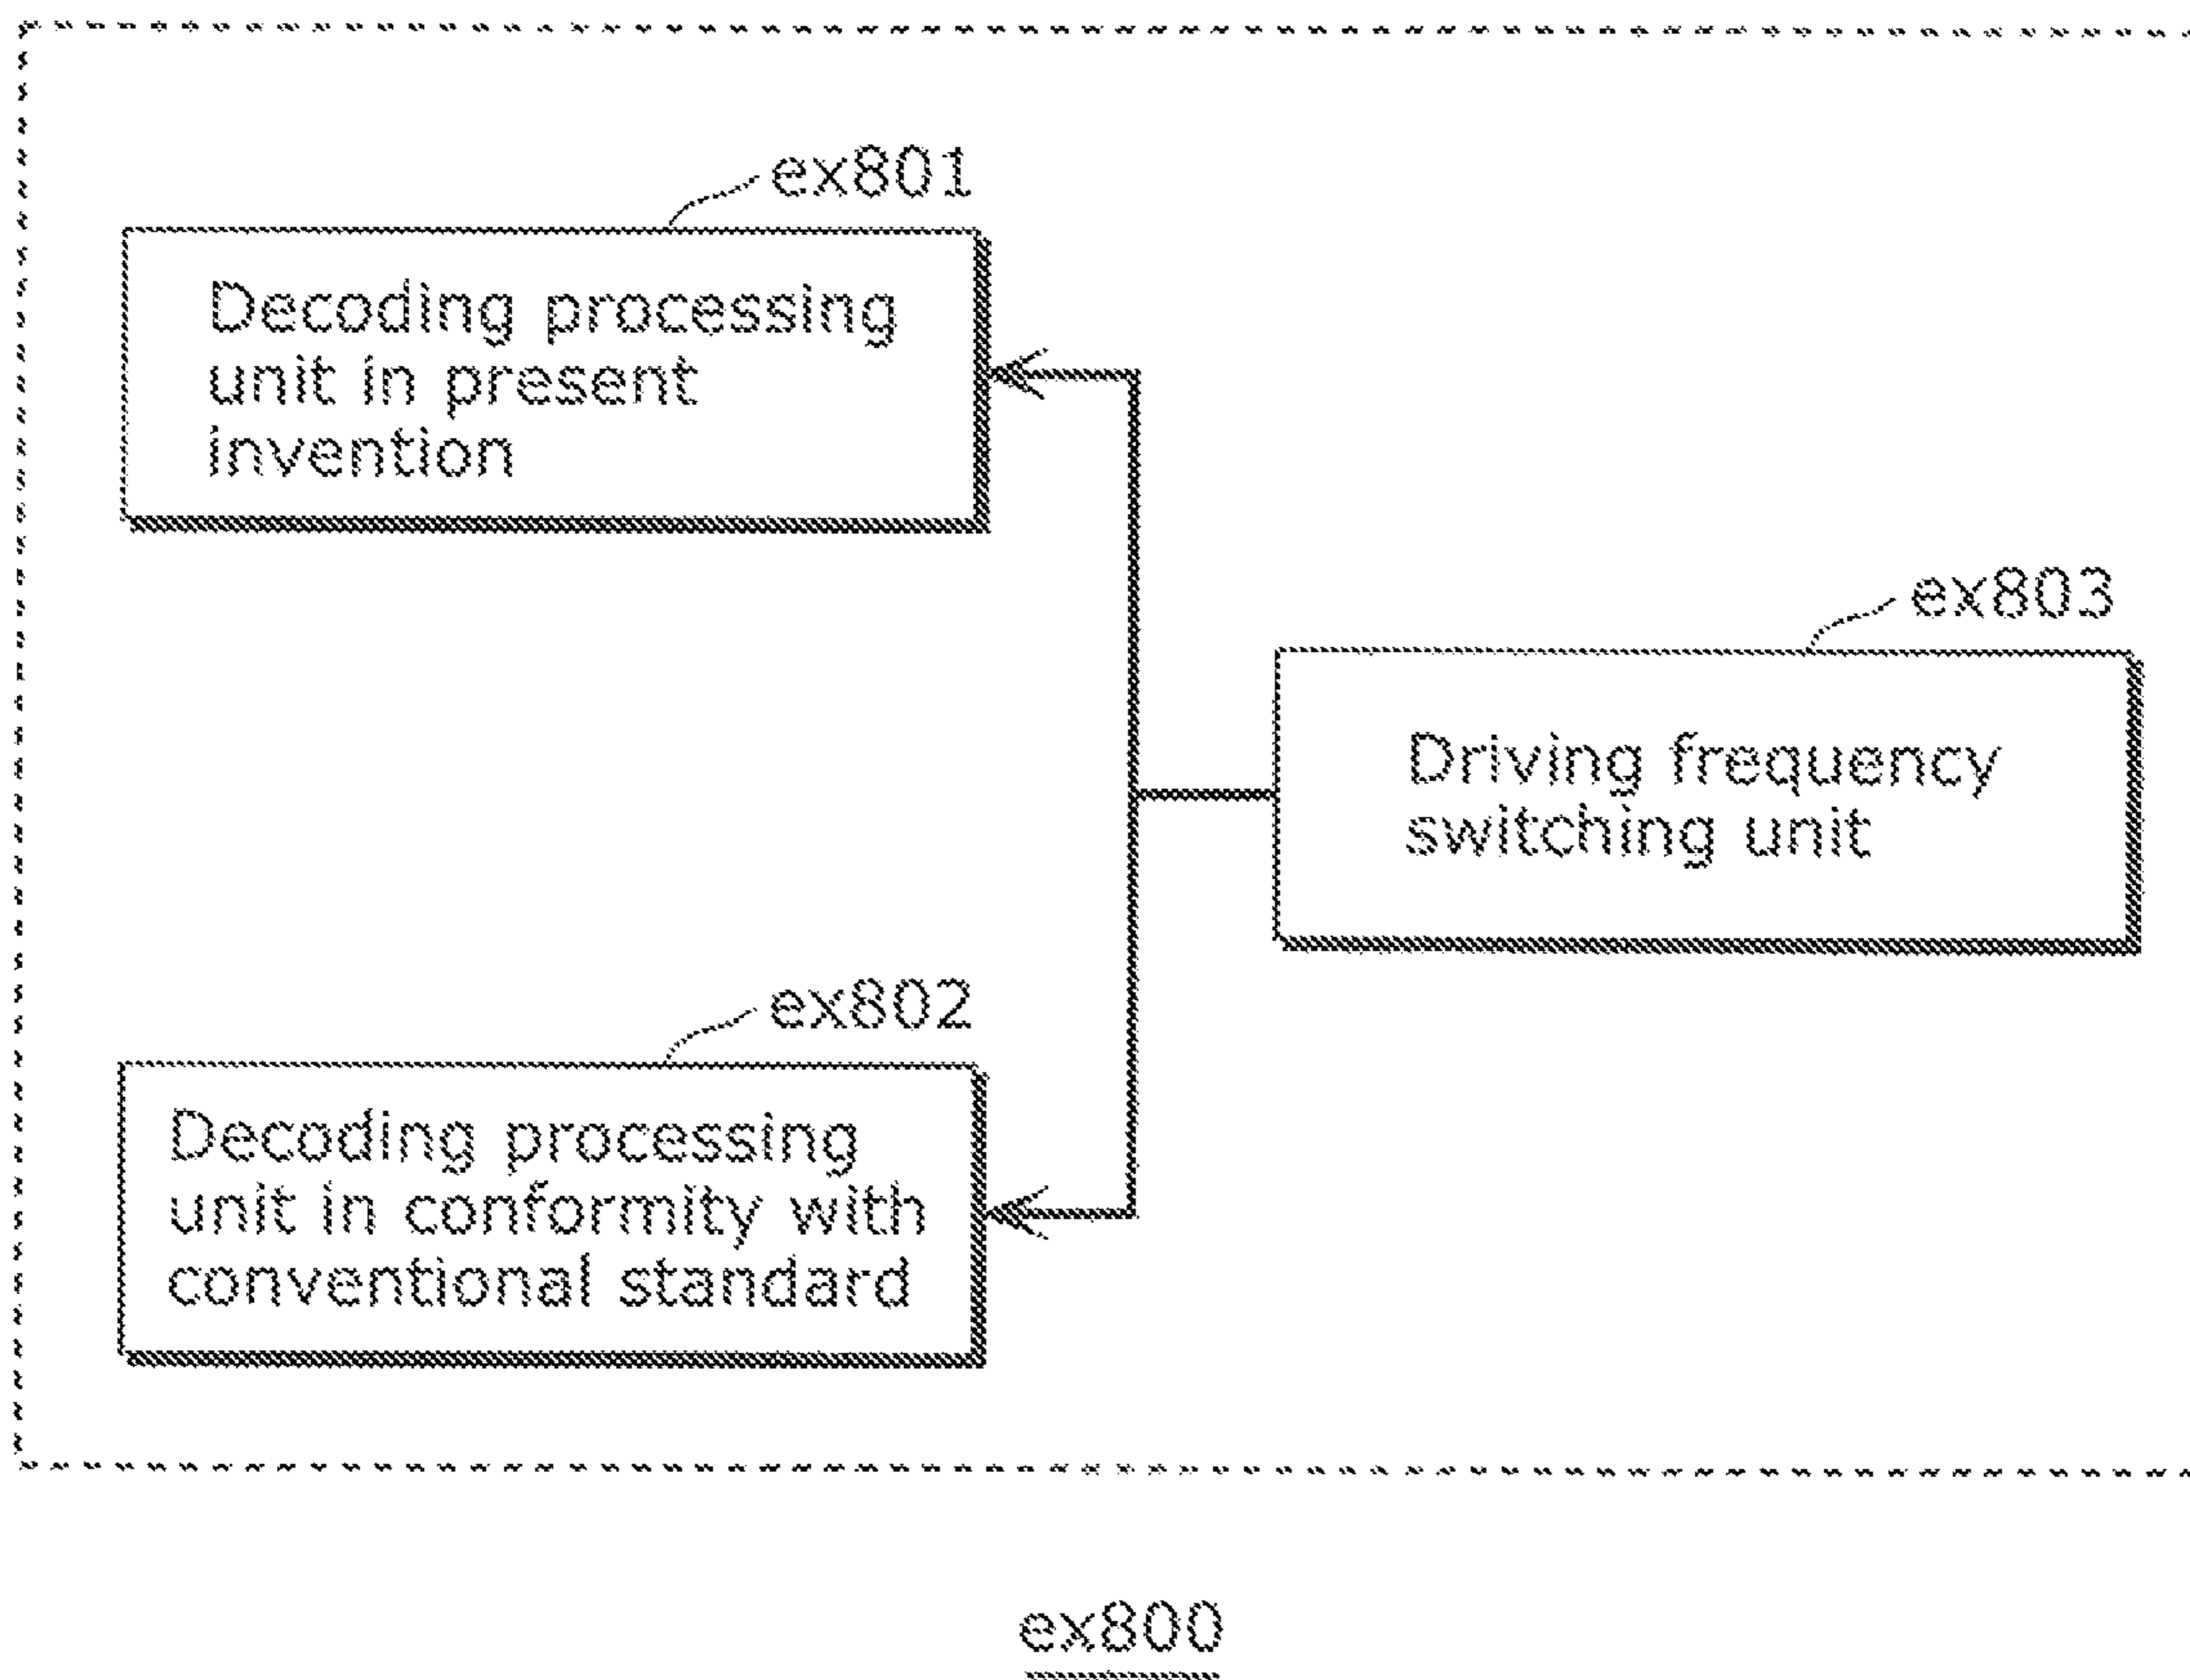 ex801
Decoding processing
unit in present
invention
ex803
Driving frequency
switching unit
ex802
Decoding processing
unit in conformity with
conventional standard
ex800